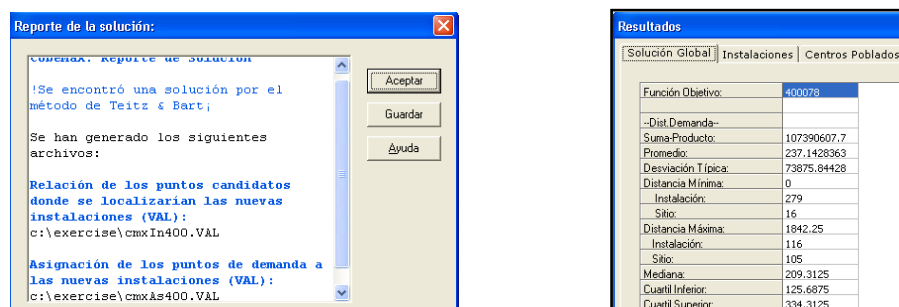 Reporte de la solución:
CobeMax: Reporte de Solución
!Se encontró una solución por el
método de Teitz & Bart¡
Se han generado los siguientes
archivos:
Relación de los puntos candidatos
donde se localizarían las nuevas
instalaciones (VAL):
c:\exercise\cmxIn400.VAL
Asignación de los puntos de demanda a
las nuevas instalaciones (VAL):
c:\exercise\cmxAs400.VAL
Aceptar
Guardar
Ayuda
Resultados
Solución Global Instalaciones Centros Poblados
Función Objetivo: 400078
--Dist.Demanda--
Suma-Producto: 107390607.7
Promedio: 237.1428363
Desviación Típica: 73875.84428
Distancia Mínima: 0
Instalación: 279
Sitio: 16
Distancia Máxima: 1842.25
Instalación: 116
Sitio: 105
Mediana: 209.3125
Cuartil Inferior: 125.6875
Cuartil Superior: 334.3125